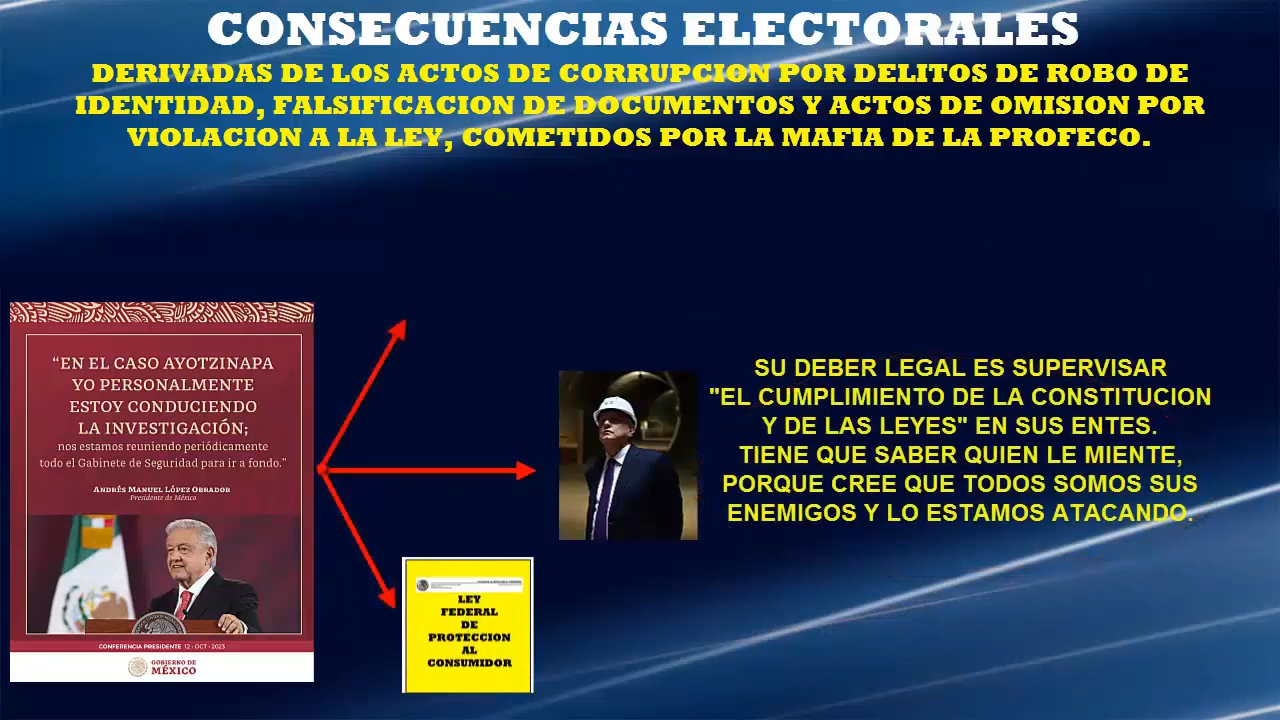 CONSECUENCIAS ELECTORALES
DERIVADAS DE LOS ACTOS DE CORRUPCION POR DELITOS DE ROBO DE
IDENTIDAD, FALSIFICACION DE DOCUMENTOS Y ACTOS DE OMISION POR
VIOLACION A LA LEY, COMETIDOS POR LA MAFIA DE LA PROFECO.
“EN EL CASO AYOTZINAPA
YO PERSONALMENTE
ESTOY CONDUCIENDO
LA INVESTIGACIÓN;
nos estamos reuniendo periódicamente
todo el Gabinete de Seguridad para ir a fondo.”
ANDRÉS MANUEL LÓPEZ OBRADOR
Presidente de México
CONFERENCIA PRESIDENTE 12 · OCT · 2023
GOBIERNO DE
MÉXICO
SU DEBER LEGAL ES SUPERVISAR
"EL CUMPLIMIENTO DE LA CONSTITUCION
Y DE LAS LEYES" EN SUS ENTES.
TIENE QUE SABER QUIEN LE MIENTE,
PORQUE CREE QUE TODOS SOMOS SUS
ENEMIGOS Y LO ESTAMOS ATACANDO.
LEY
FEDERAL
DE
PROTECCION
AL
CONSUMIDOR